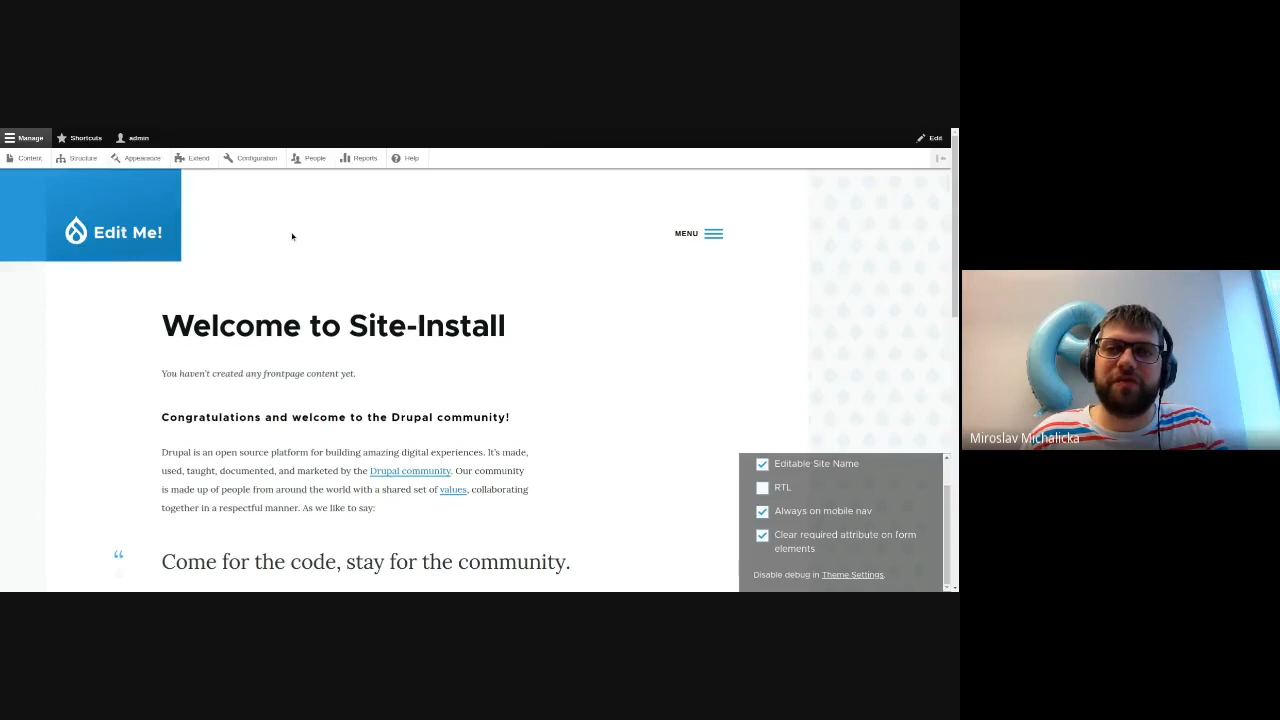 Manage Shortcuts admin Edit
Content Structure Appearance Extend Configuration People Reports Help
Edit Me!
MENU
Welcome to Site-Install
You haven't created any frontpage content yet.
Congratulations and welcome to the Drupal community!
Drupal is an open source platform for building amazing digital experiences. It's made,
used, taught, documented, and marketed by the Drupal community. Our community
is made up of people from around the world with a shared set of values, collaborating
together in a respectful manner. As we like to say:
“
Come for the code, stay for the community.
Editable Site Name
RTL
Always on mobile nav
Clear required attribute on form
elements
Disable debug in Theme Settings.
Miroslav Michalicka